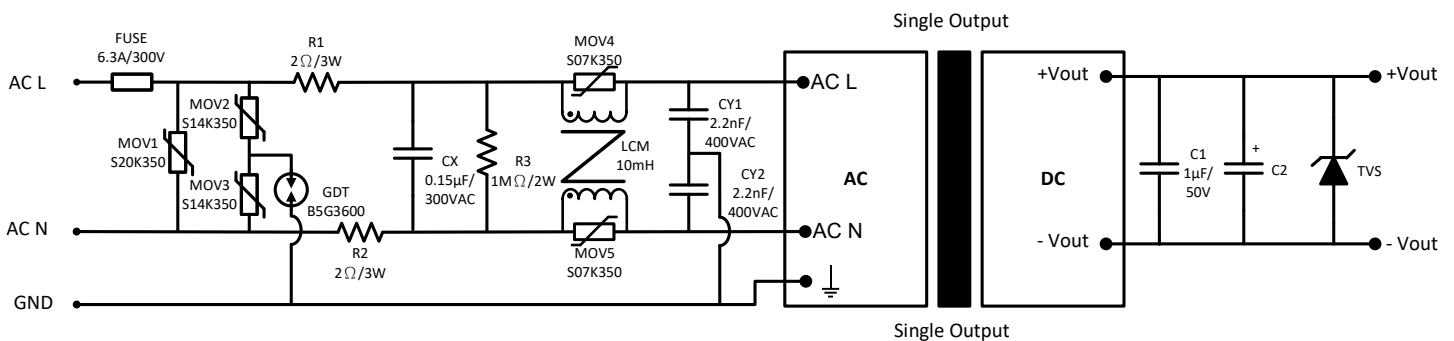 Single Output
FUSE
6.3A/300V
R1
2Ω/3W
MOV4
S07K350
AC L
AC L
+Vout
+Vout
MOV2
S14K350
CY1
2.2nF/
400VAC
MOV1
S20K350
LCM
10mH
CX
0.15μF/
300VAC
R3
1MΩ/2W
AC
DC
C1
1μF/
50V
+
C2
TVS
MOV3
S14K350
GDT
B5G3600
CY2
2.2nF/
400VAC
AC N
AC N
- Vout
- Vout
R2
2Ω/3W
MOV5
S07K350
GND
Single Output